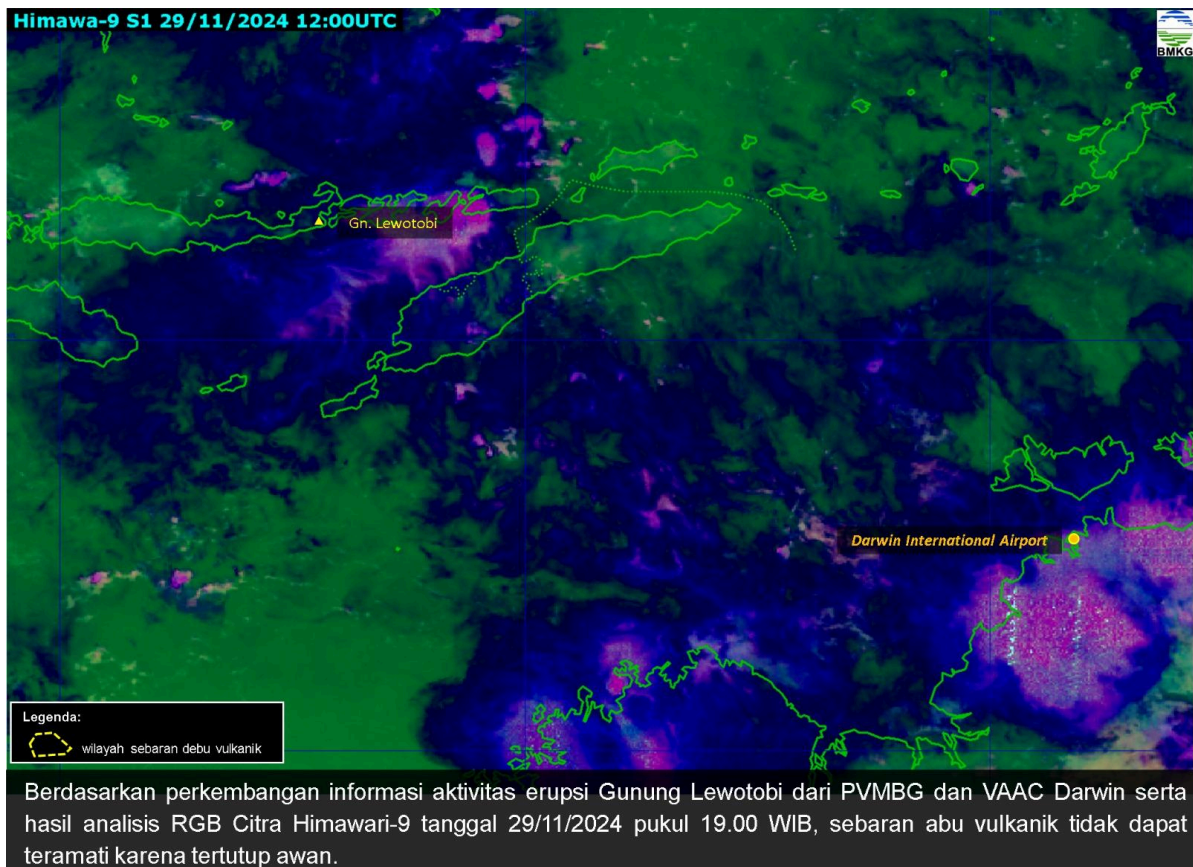 Himawa-9 S1 29/11/2024 12:00UTC
BMKG
Gn. Lewotobi
Darwin International Airport
Legenda:
wilayah sebaran debu vulkanik
Berdasarkan perkembangan informasi aktivitas erupsi Gunung Lewotobi dari PVMBG dan VAAC Darwin serta
hasil analisis RGB Citra Himawari-9 tanggal 29/11/2024 pukul 19.00 WIB, sebaran abu vulkanik tidak dapat
teramati karena tertutup awan.